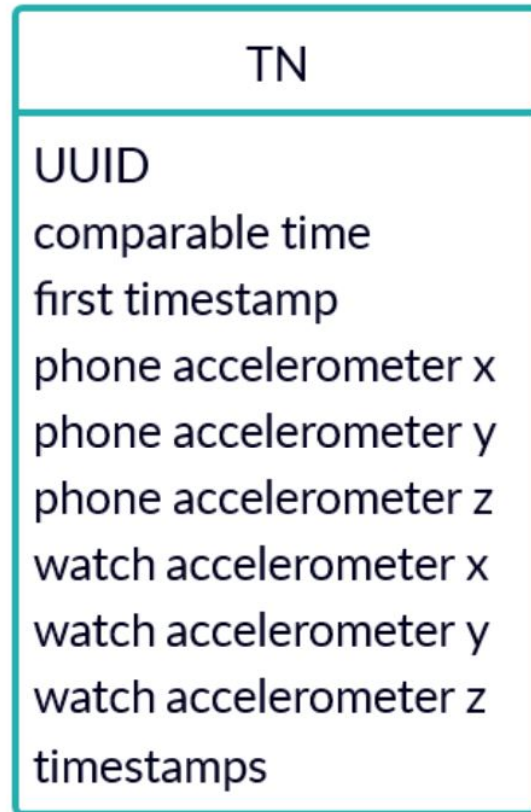 TN
UUID
comparable time
first timestamp
phone accelerometer x
phone accelerometer y
phone accelerometer z
watch accelerometer x
watch accelerometer y
watch accelerometer z
timestamps